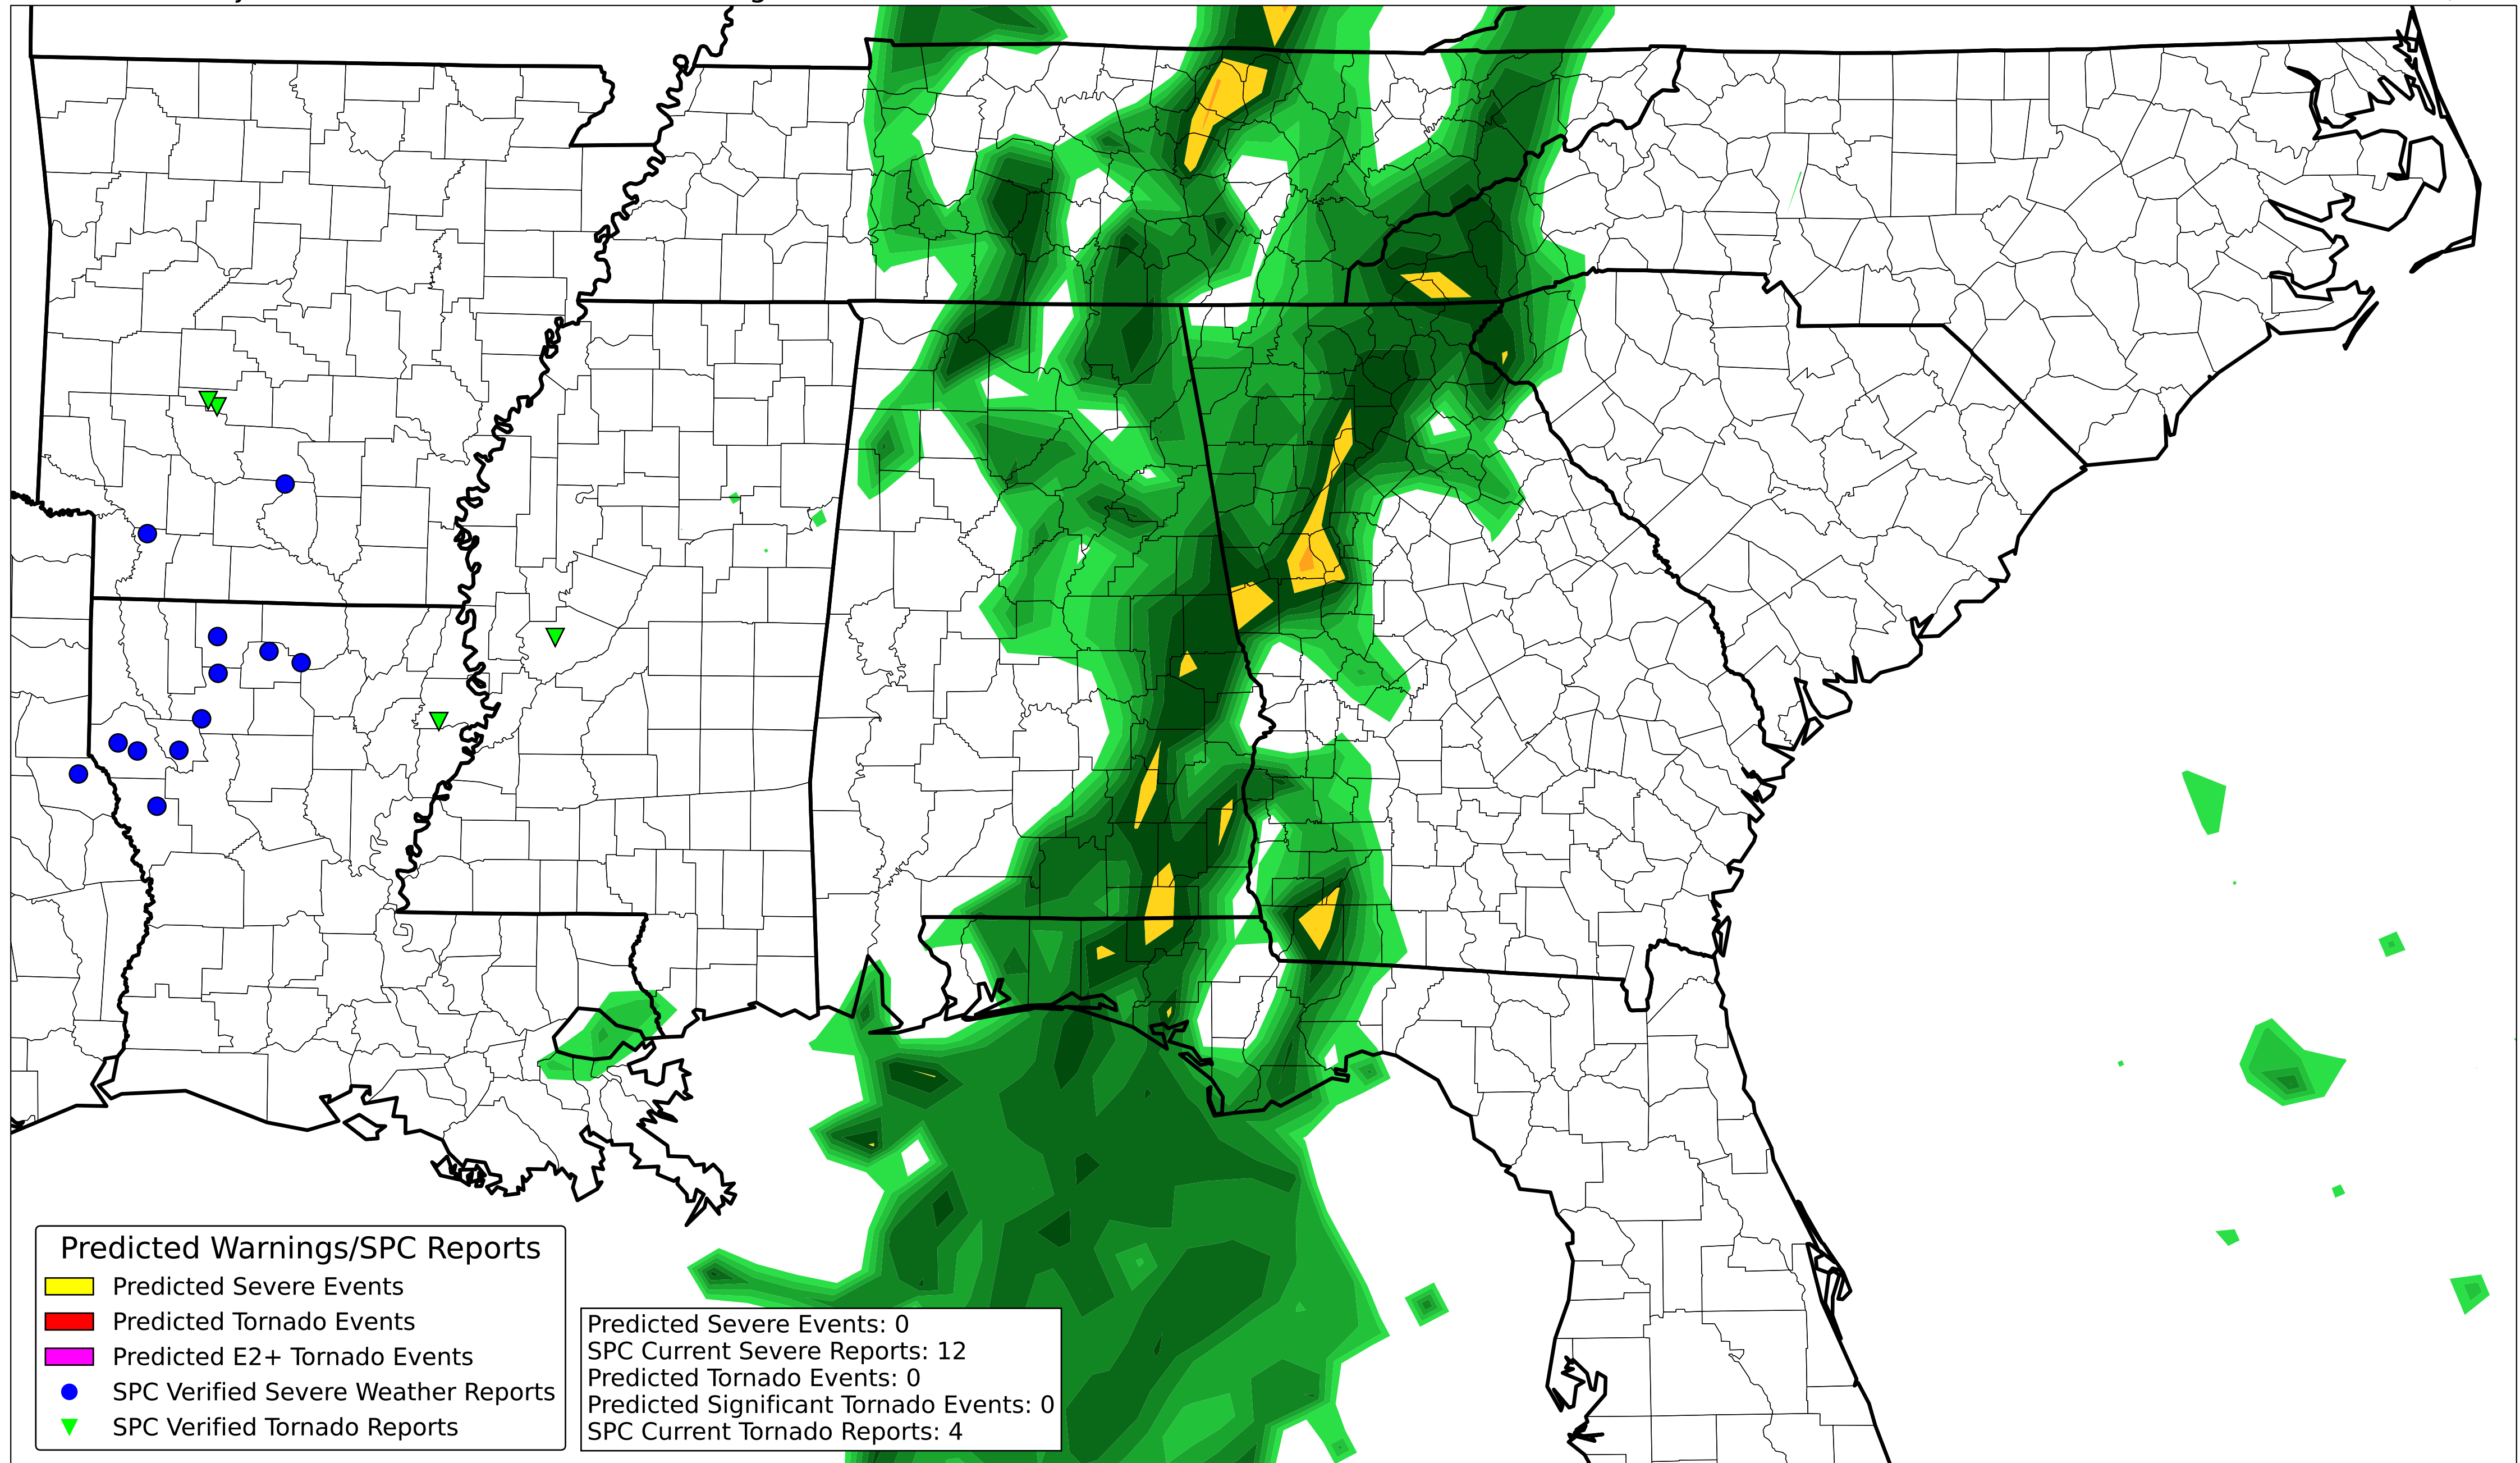 Predicted Warnings/SPC Reports
Predicted Severe Events
Predicted Tornado Events
Predicted E2+ Tornado Events
SPC Verified Severe Weather Reports
SPC Verified Tornado Reports
Predicted Severe Events: 0
SPC Current Severe Reports: 12
Predicted Tornado Events: 0
Predicted Significant Tornado Events: 0
SPC Current Tornado Reports: 4